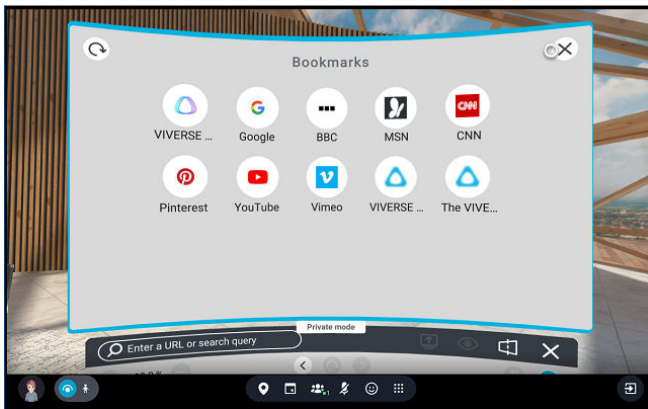 Bookmarks
VIVERSE ...
Google
BBC
MSN
CNN
Pinterest
YouTube
Vimeo
VIVERSE ...
The VIVE...
Private mode
Enter a URL or search query
1